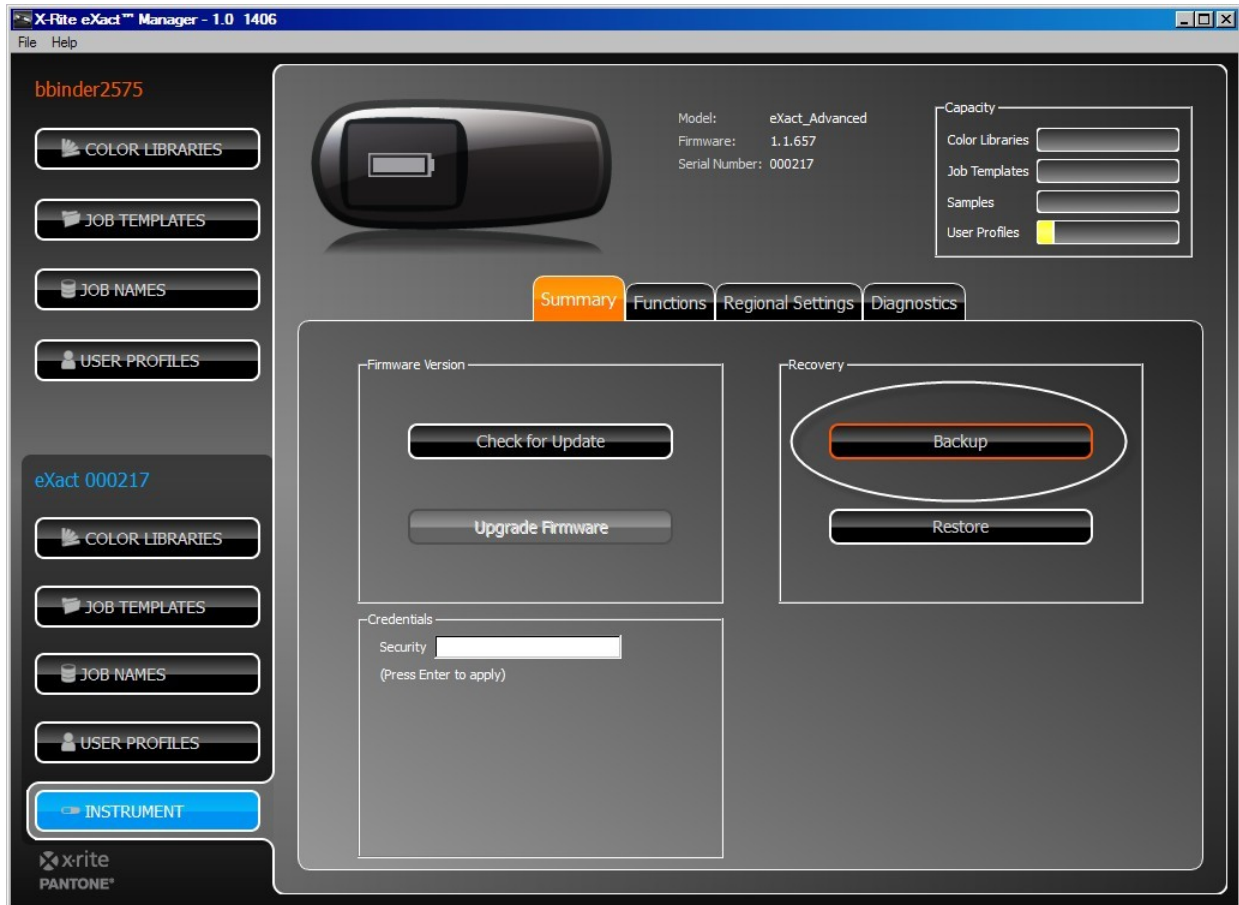 X-Rite eXact™ Manager - 1.0 1406
File Help
bbinder2575
COLOR LIBRARIES
JOB TEMPLATES
JOB NAMES
USER PROFILES
eXact 000217
COLOR LIBRARIES
JOB TEMPLATES
JOB NAMES
USER PROFILES
INSTRUMENT
x·rite
PANTONE®
Model: eXact_Advanced
Firmware: 1.1.657
Serial Number: 000217
Capacity
Color Libraries
Job Templates
Samples
User Profiles
Summary Functions Regional Settings Diagnostics
Firmware Version
Check for Update
Upgrade Firmware
Recovery
Backup
Restore
Credentials
Security
(Press Enter to apply)